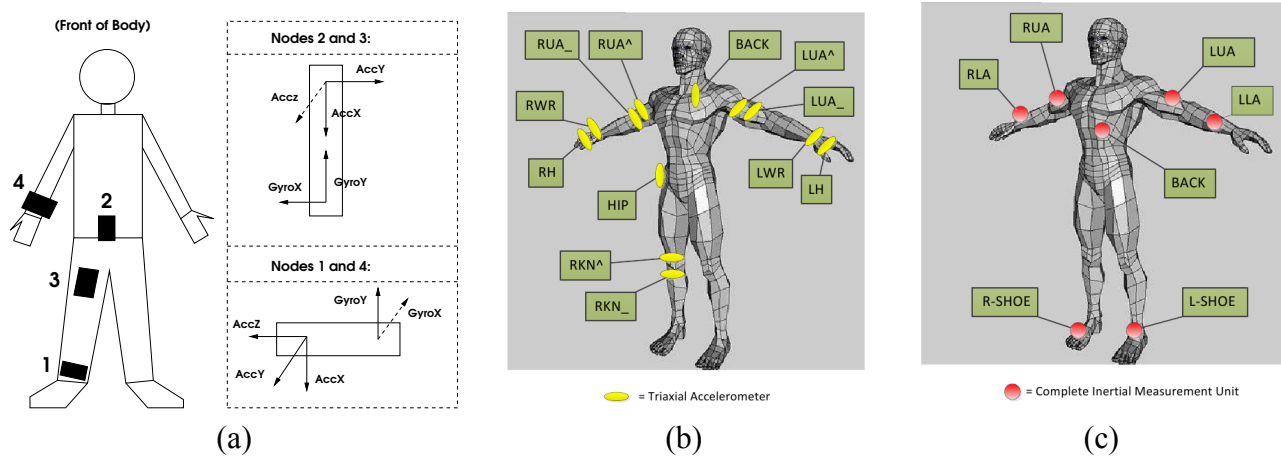 (Front of Body)
4
2
3
1
Nodes 2 and 3:
AccY
Accz
AccX
GyroY
GyroX
Nodes 1 and 4:
GyroY
GyroX
AccZ
AccY
AccX
(a)
RUA_
RUA^
BACK
LUA^
LUA_
RWR
RH
LWR
LH
HIP
RKN^
RKN_
= Triaxial Accelerometer
(b)
RUA
LUA
RLA
LLA
BACK
R-SHOE
L-SHOE
= Complete Inertial Measurement Unit
(c)